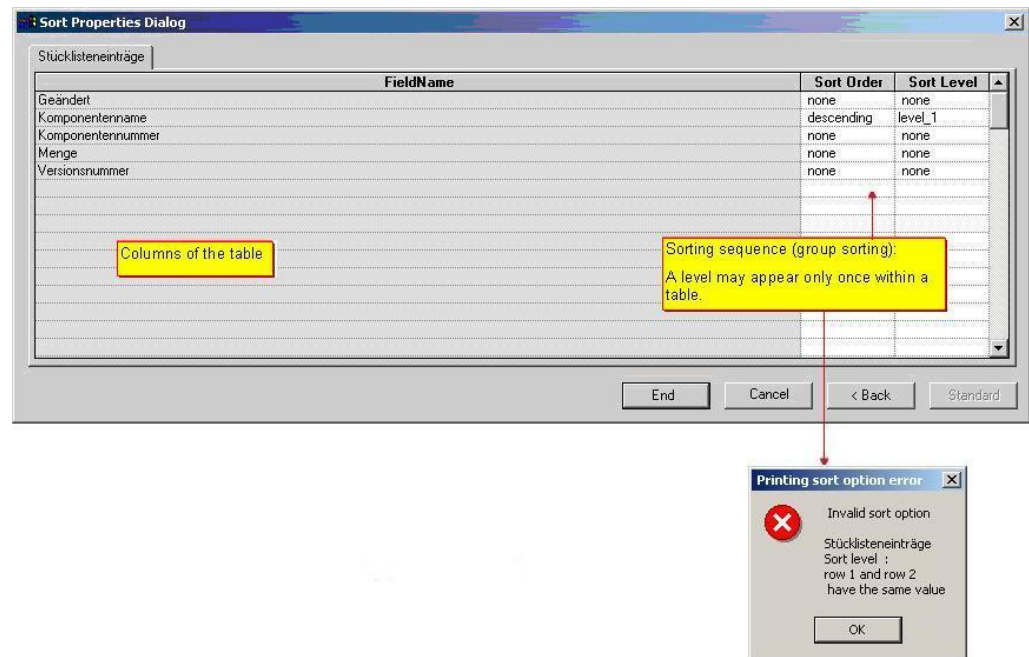 Sort Properties Dialog
Stücklisteneinträge
FieldName Sort Order Sort Level
Geändert none none
Komponentenname descending level_1
Komponentennummer none none
Menge none none
Versionsnummer none none
Columns of the table
Sorting sequence (group sorting):
A level may appear only once within a
table.
End Cancel < Back Standard
Printing sort option error
Invalid sort option
Stücklisteneinträge
Sort level :
row 1 and row 2
have the same value
OK